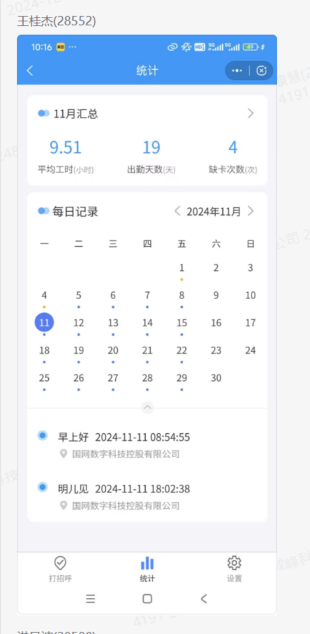 王桂杰(28552)
10:16
统计
11月汇总
9.51 19 4
平均工时(小时) 出勤天数(天) 缺卡次数(次)
每日记录 2024年11月
一 二 三 四 五 六 日
1 2 3
4 5 6 7 8 9 10
11 12 13 14 15 16 17
18 19 20 21 22 23 24
25 26 27 28 29 30
早上好 2024-11-11 08:54:55
国网数字科技控股有限公司
明儿见 2024-11-11 18:02:38
国网数字科技控股有限公司
打招呼 统计 设置